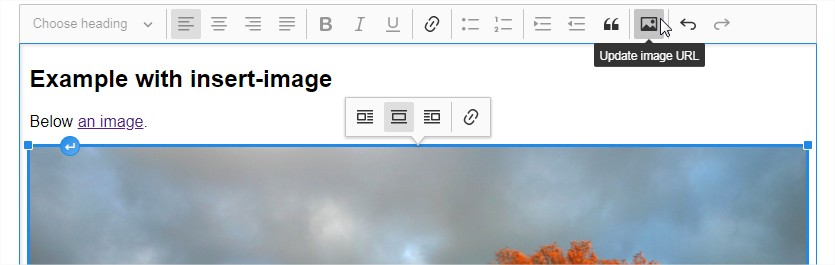 Choose heading
B I U
Update image URL
Example with insert-image
Below an image.